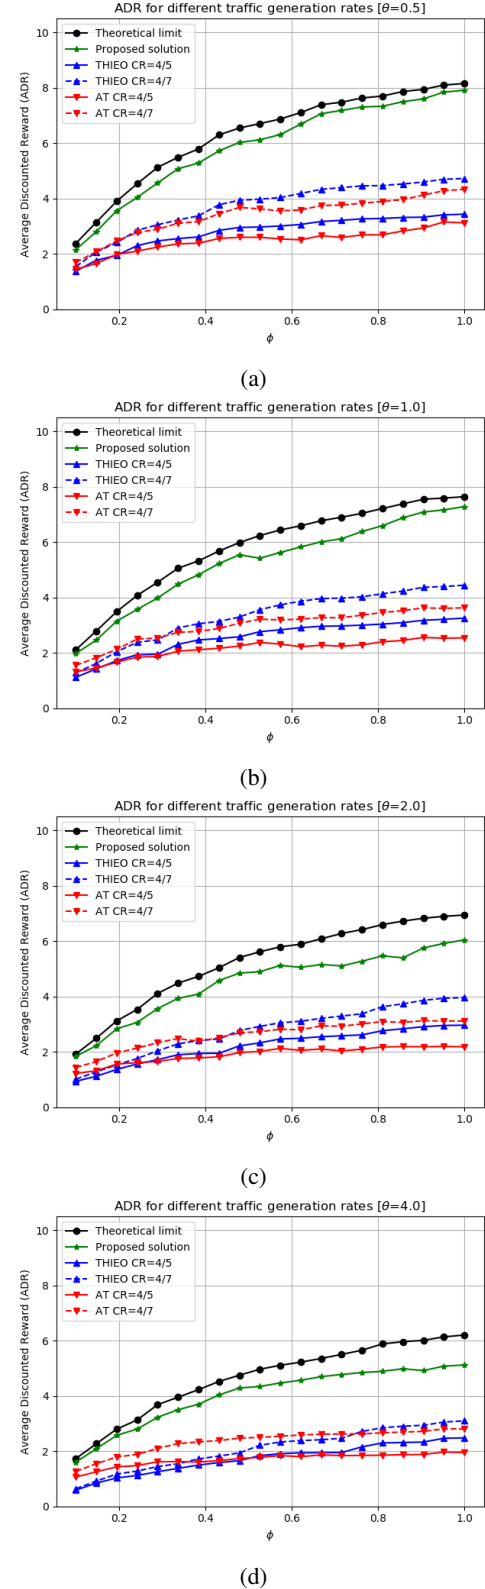 ADR for different traffic generation rates [θ=0.5]
Average Discounted Reward (ADR)
10
8
6
4
2
0
Theoretical limit
Proposed solution
THIEO CR=4/5
THIEO CR=4/7
AT CR=4/5
AT CR=4/7
0.2 0.4 0.6 0.8 1.0
ϕ
(a)
ADR for different traffic generation rates [θ=1.0]
Average Discounted Reward (ADR)
10
8
6
4
2
0
Theoretical limit
Proposed solution
THIEO CR=4/5
THIEO CR=4/7
AT CR=4/5
AT CR=4/7
0.2 0.4 0.6 0.8 1.0
ϕ
(b)
ADR for different traffic generation rates [θ=2.0]
Average Discounted Reward (ADR)
10
8
6
4
2
0
Theoretical limit
Proposed solution
THIEO CR=4/5
THIEO CR=4/7
AT CR=4/5
AT CR=4/7
0.2 0.4 0.6 0.8 1.0
ϕ
(c)
ADR for different traffic generation rates [θ=4.0]
Average Discounted Reward (ADR)
10
8
6
4
2
0
Theoretical limit
Proposed solution
THIEO CR=4/5
THIEO CR=4/7
AT CR=4/5
AT CR=4/7
0.2 0.4 0.6 0.8 1.0
ϕ
(d)